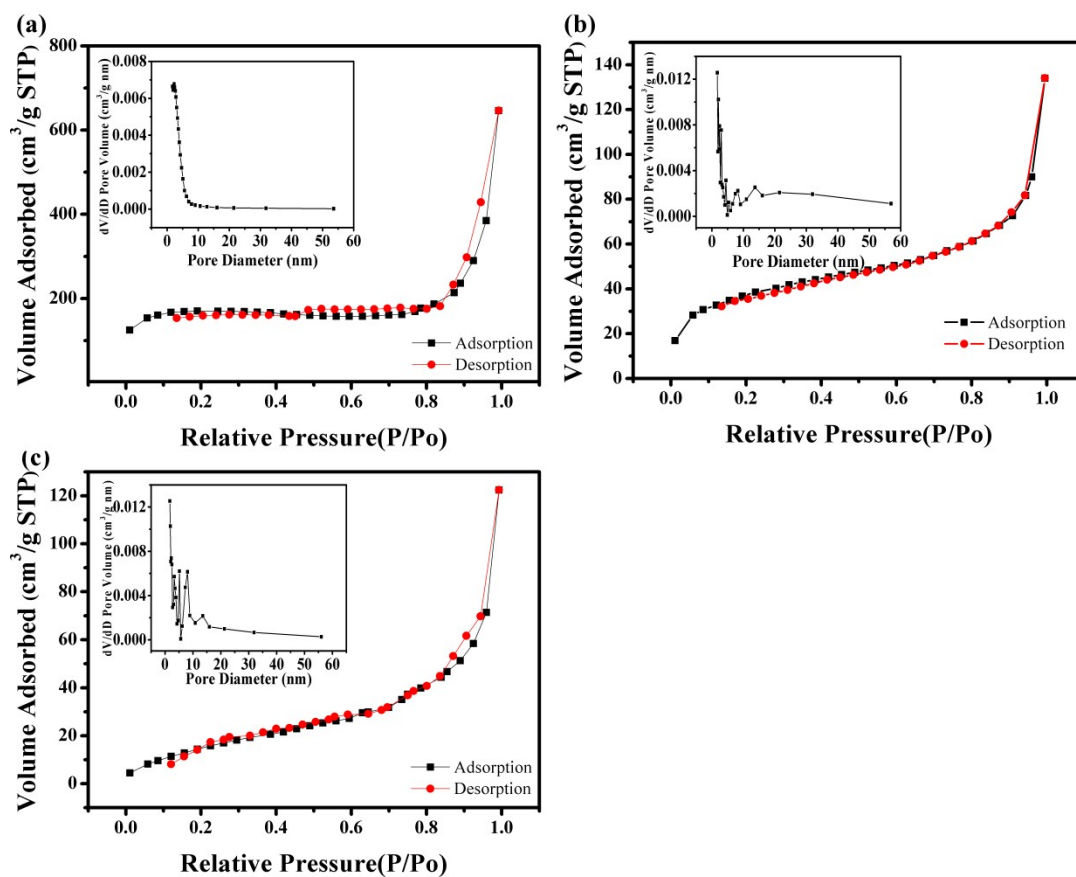 (a)
Volume Adsorbed (cm³/g STP)
800
600
400
200
0.0 0.2 0.4 0.6 0.8 1.0
Relative Pressure(P/Po)
Adsorption
Desorption
dV/dD Pore Volume (cm³/g nm)
0.008
0.006
0.004
0.002
0.000
0 10 20 30 40 50 60
Pore Diameter (nm)
(b)
Volume Adsorbed (cm³/g STP)
140
120
100
80
60
40
20
0
0.0 0.2 0.4 0.6 0.8 1.0
Relative Pressure(P/Po)
Adsorption
Desorption
dV/dD Pore Volume (cm³/g nm)
0.012
0.008
0.004
0.000
0 10 20 30 40 50 60
Pore Diameter (nm)
(c)
Volume Adsorbed (cm³/g STP)
120
100
80
60
40
20
0
0.0 0.2 0.4 0.6 0.8 1.0
Relative Pressure(P/Po)
Adsorption
Desorption
dV/dD Pore Volume (cm³/g nm)
0.012
0.008
0.004
0.000
0 10 20 30 40 50 60
Pore Diameter (nm)